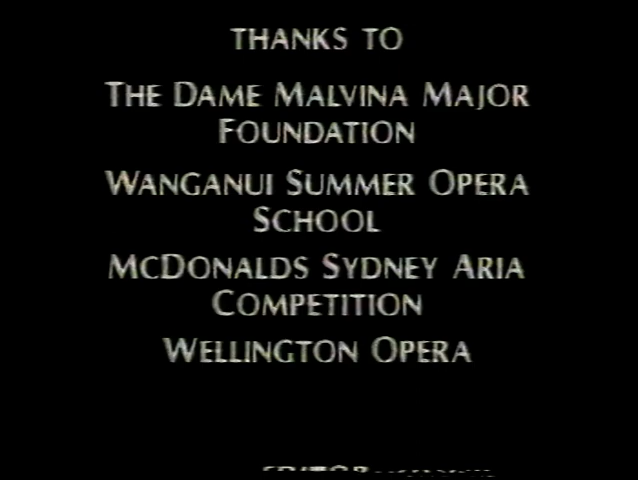 THANKS TO
THE DAME MALVINA MAJOR
FOUNDATION
WANGANUI SUMMER OPERA
SCHOOL
MCDONALDS SYDNEY ARIA
COMPETITION
WELLINGTON OPERA